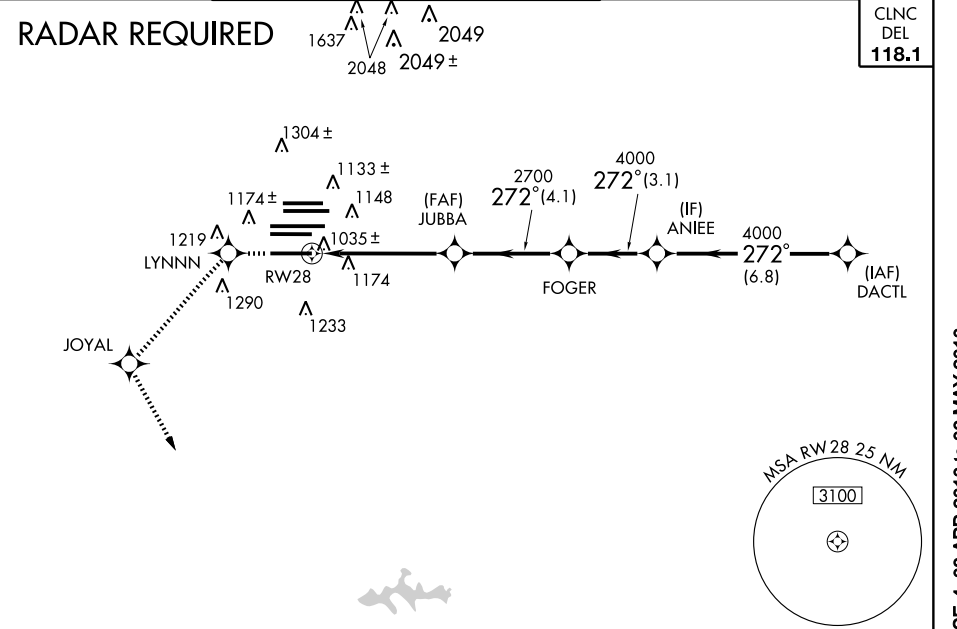 RADAR REQUIRED
1637
2048
2049
2049 ±
CLNC
DEL
118.1
1304 ±
1133 ±
1174 ±
1148
1219
1035 ±
LYNNN
RW28
1174
1290
1233
JOYAL
(FAF)
JUBBA
2700
272° (4.1)
4000
272° (3.1)
FOGER
(IF)
ANIEE
4000
272°
(6.8)
(IAF)
DACTL
MSA RW28 25 NM
3100